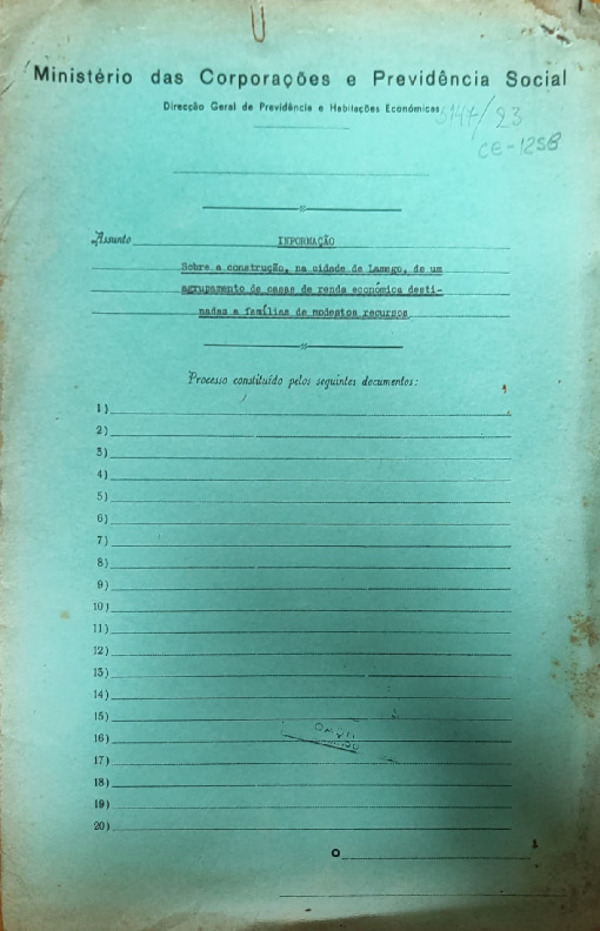 Ministério das Corporações e Previdência Social
Direcção Geral de Previdência e Habitações Económicas
/23
CE-12SB
Assunto INFORMAÇÃO
Sobre a construção, na cidade de Lamego, de um
agrupamento de casas de renda económica desti-
nadas a famílias de modestos recursos
Processo constituído pelos seguintes documentos:
1)
2)
3)
4)
5)
6)
7)
8)
9)
10)
11)
12)
13)
14)
15)
16)
17)
18)
19)
20)
O